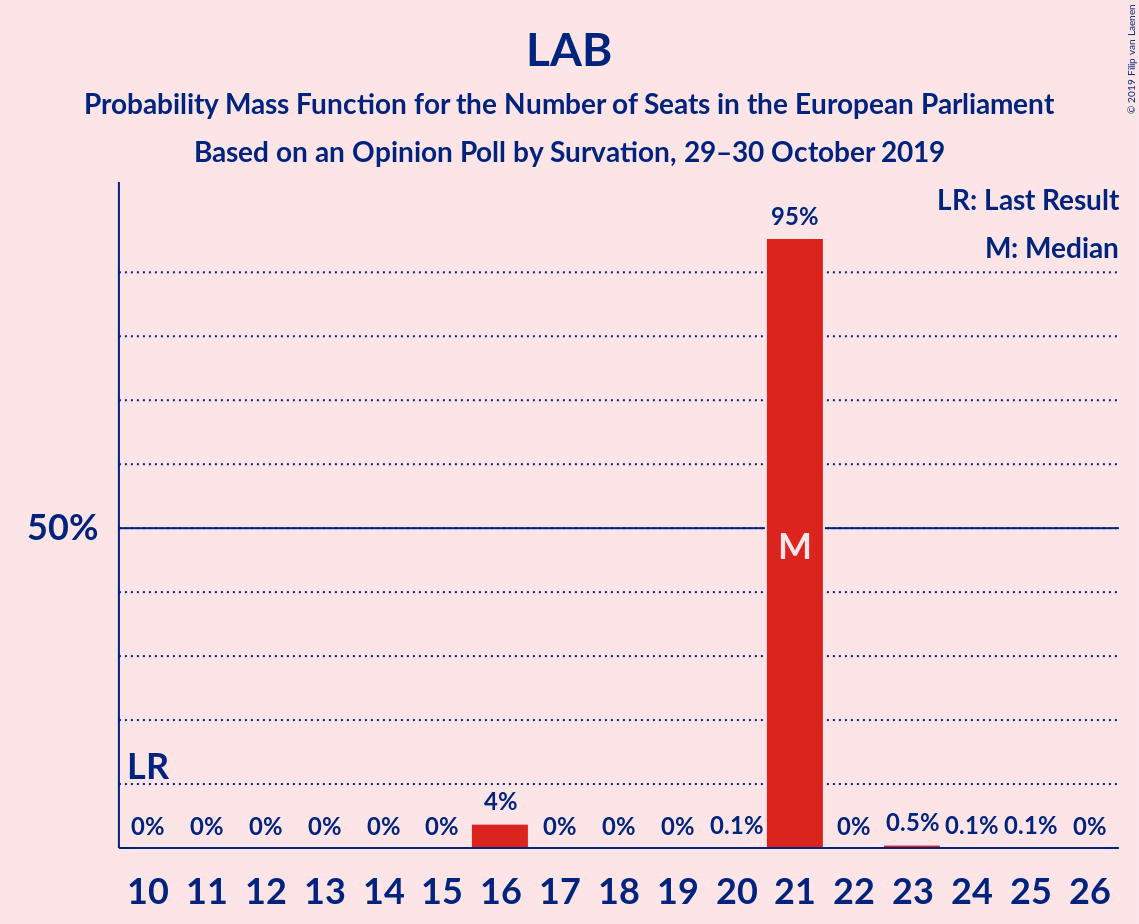 LAB
Probability Mass Function for the Number of Seats in the European Parliament
Based on an Opinion Poll by Survation, 29–30 October 2019
© 2019 Filip van Laenen
LR: Last Result
M: Median
95%
50%
M
LR
4%
0% 0% 0% 0% 0% 0% 0% 0% 0% 0.1% 0% 0.5% 0.1% 0.1% 0%
10 11 12 13 14 15 16 17 18 19 20 21 22 23 24 25 26